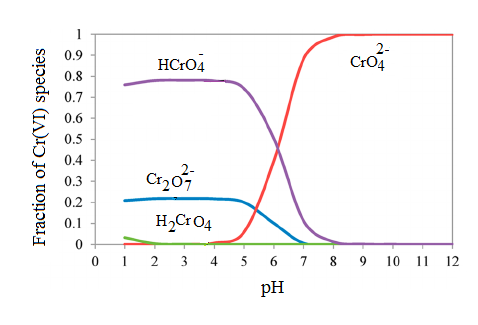 Fraction of Cr(VI) species
1
0.9
0.8
0.7
0.6
0.5
0.4
0.3
0.2
0.1
0
HCrO₄⁻
CrO₄²⁻
Cr₂O₇²⁻
H₂CrO₄
0 1 2 3 4 5 6 7 8 9 10 11 12
pH